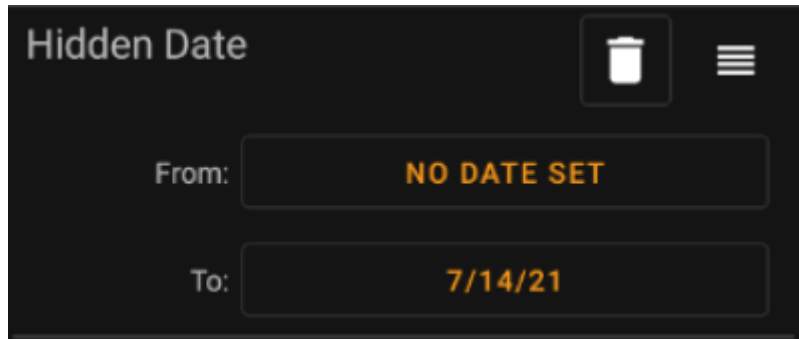 Hidden Date
From: NO DATE SET
To: 7/14/21